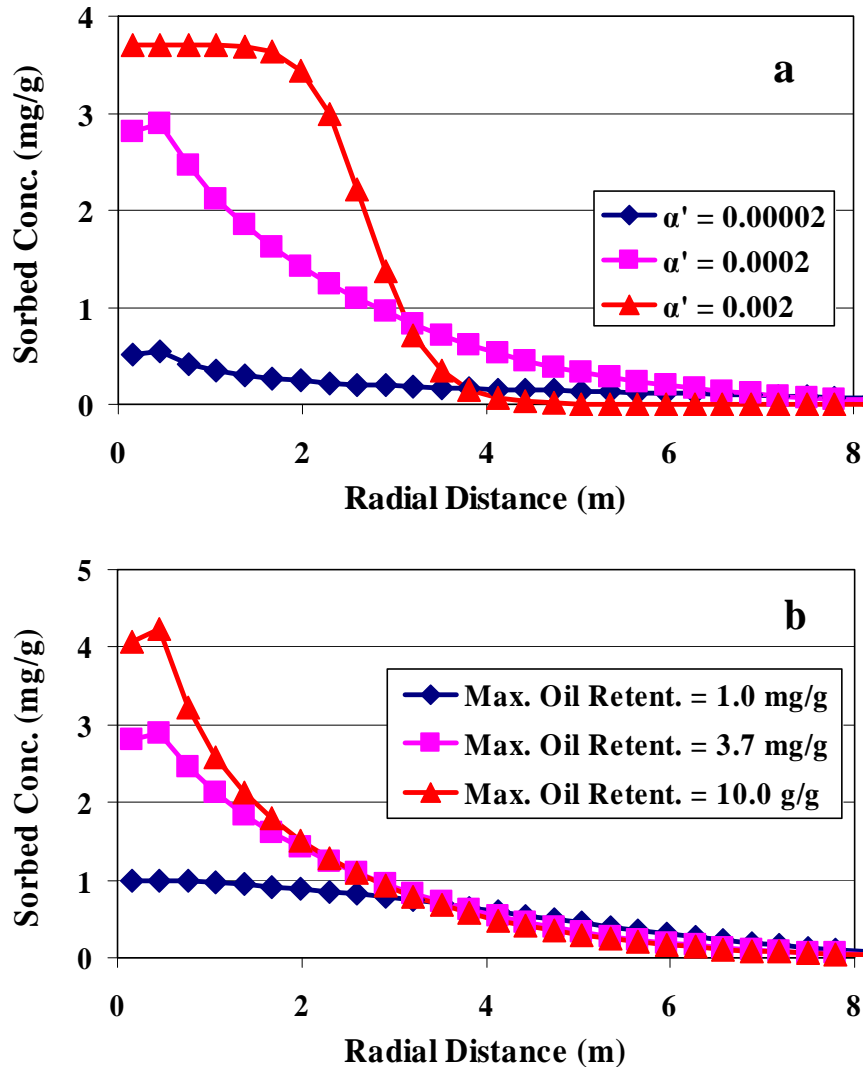 a
Sorbed Conc. (mg/g)
4
3
2
1
0
α' = 0.00002
α' = 0.0002
α' = 0.002
0 2 4 6 8
Radial Distance (m)
b
Sorbed Conc. (mg/g)
5
4
3
2
1
0
Max. Oil Retent. = 1.0 mg/g
Max. Oil Retent. = 3.7 mg/g
Max. Oil Retent. = 10.0 g/g
0 2 4 6 8
Radial Distance (m)